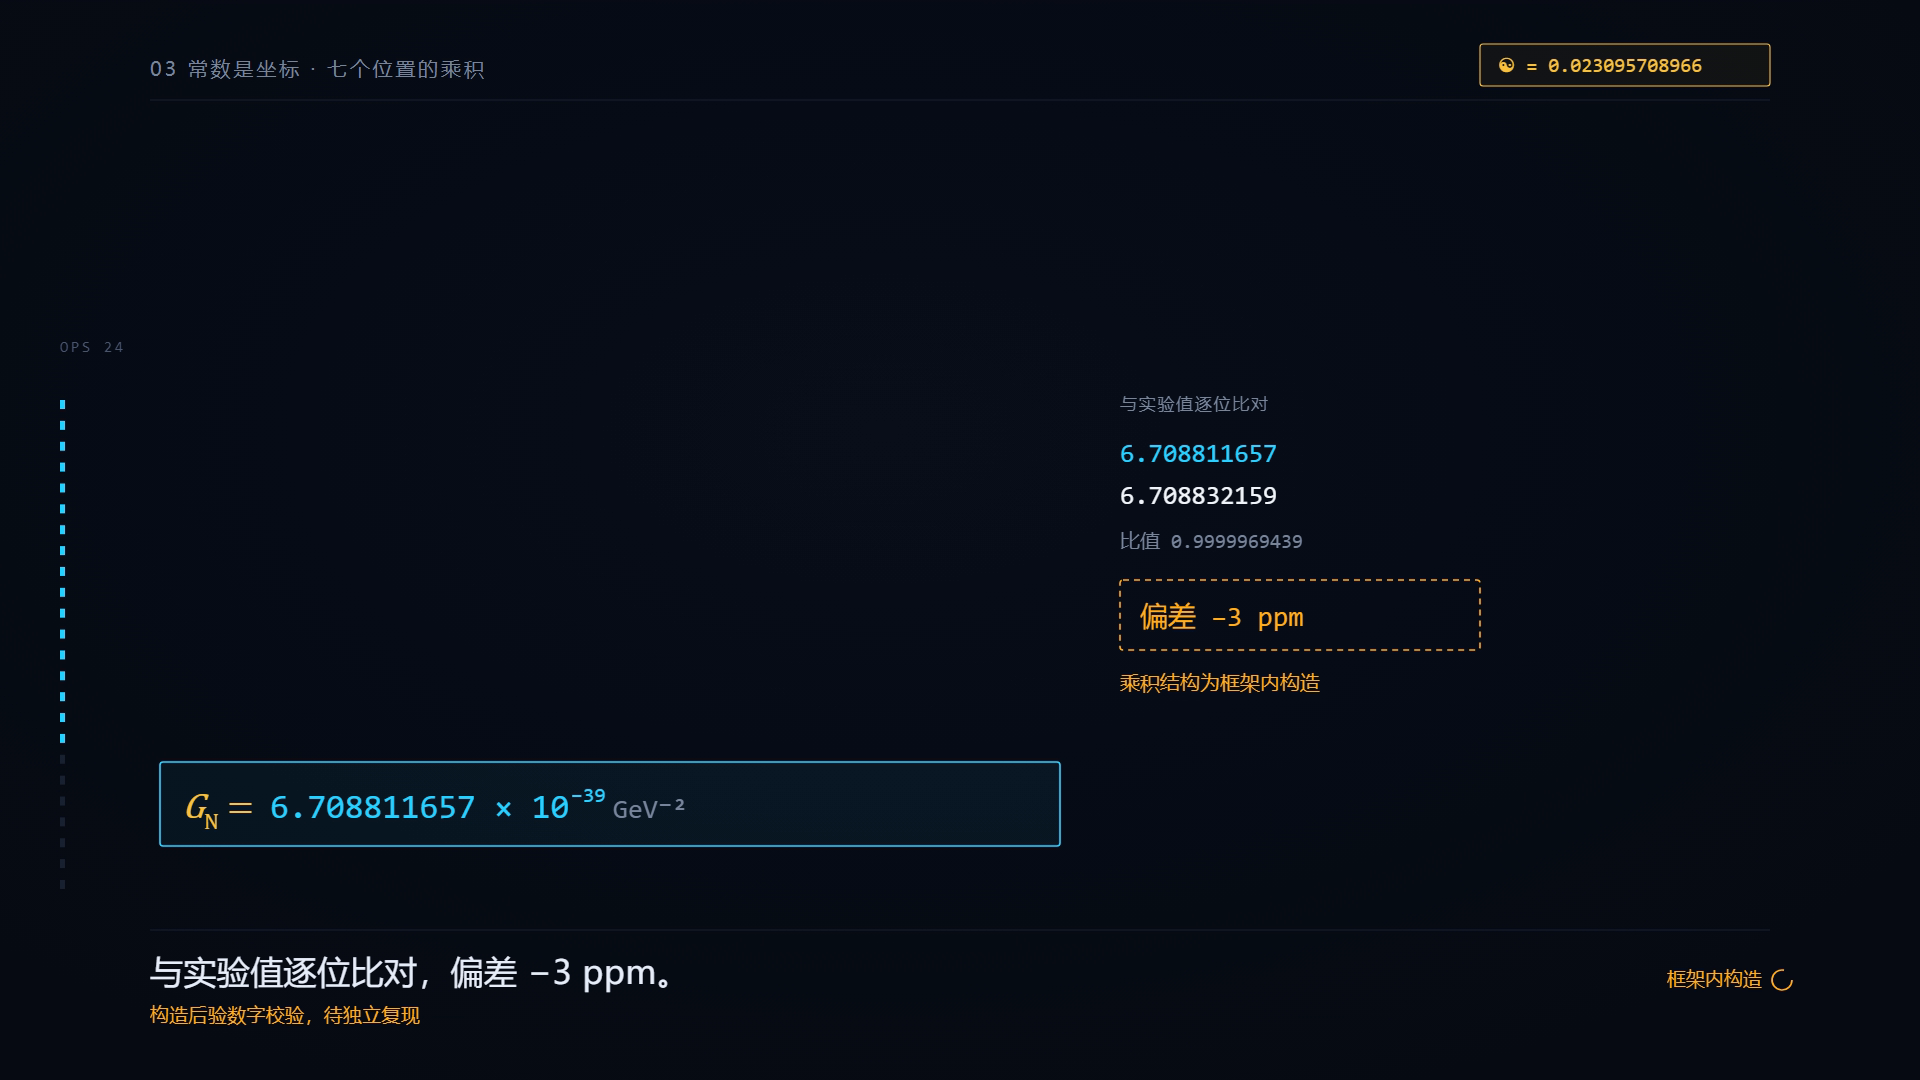 03 常数是坐标 · 七个位置的乘积
☯ = 0.023095708966
OPS 24
与实验值逐位比对
6.708811657
6.708832159
比值 0.9999969439
偏差 −3 ppm
乘积结构为框架内构造
G_N = 6.708811657 × 10⁻³⁹ GeV⁻²
与实验值逐位比对，偏差 −3 ppm。
框架内构造
构造后验数字校验，待独立复现